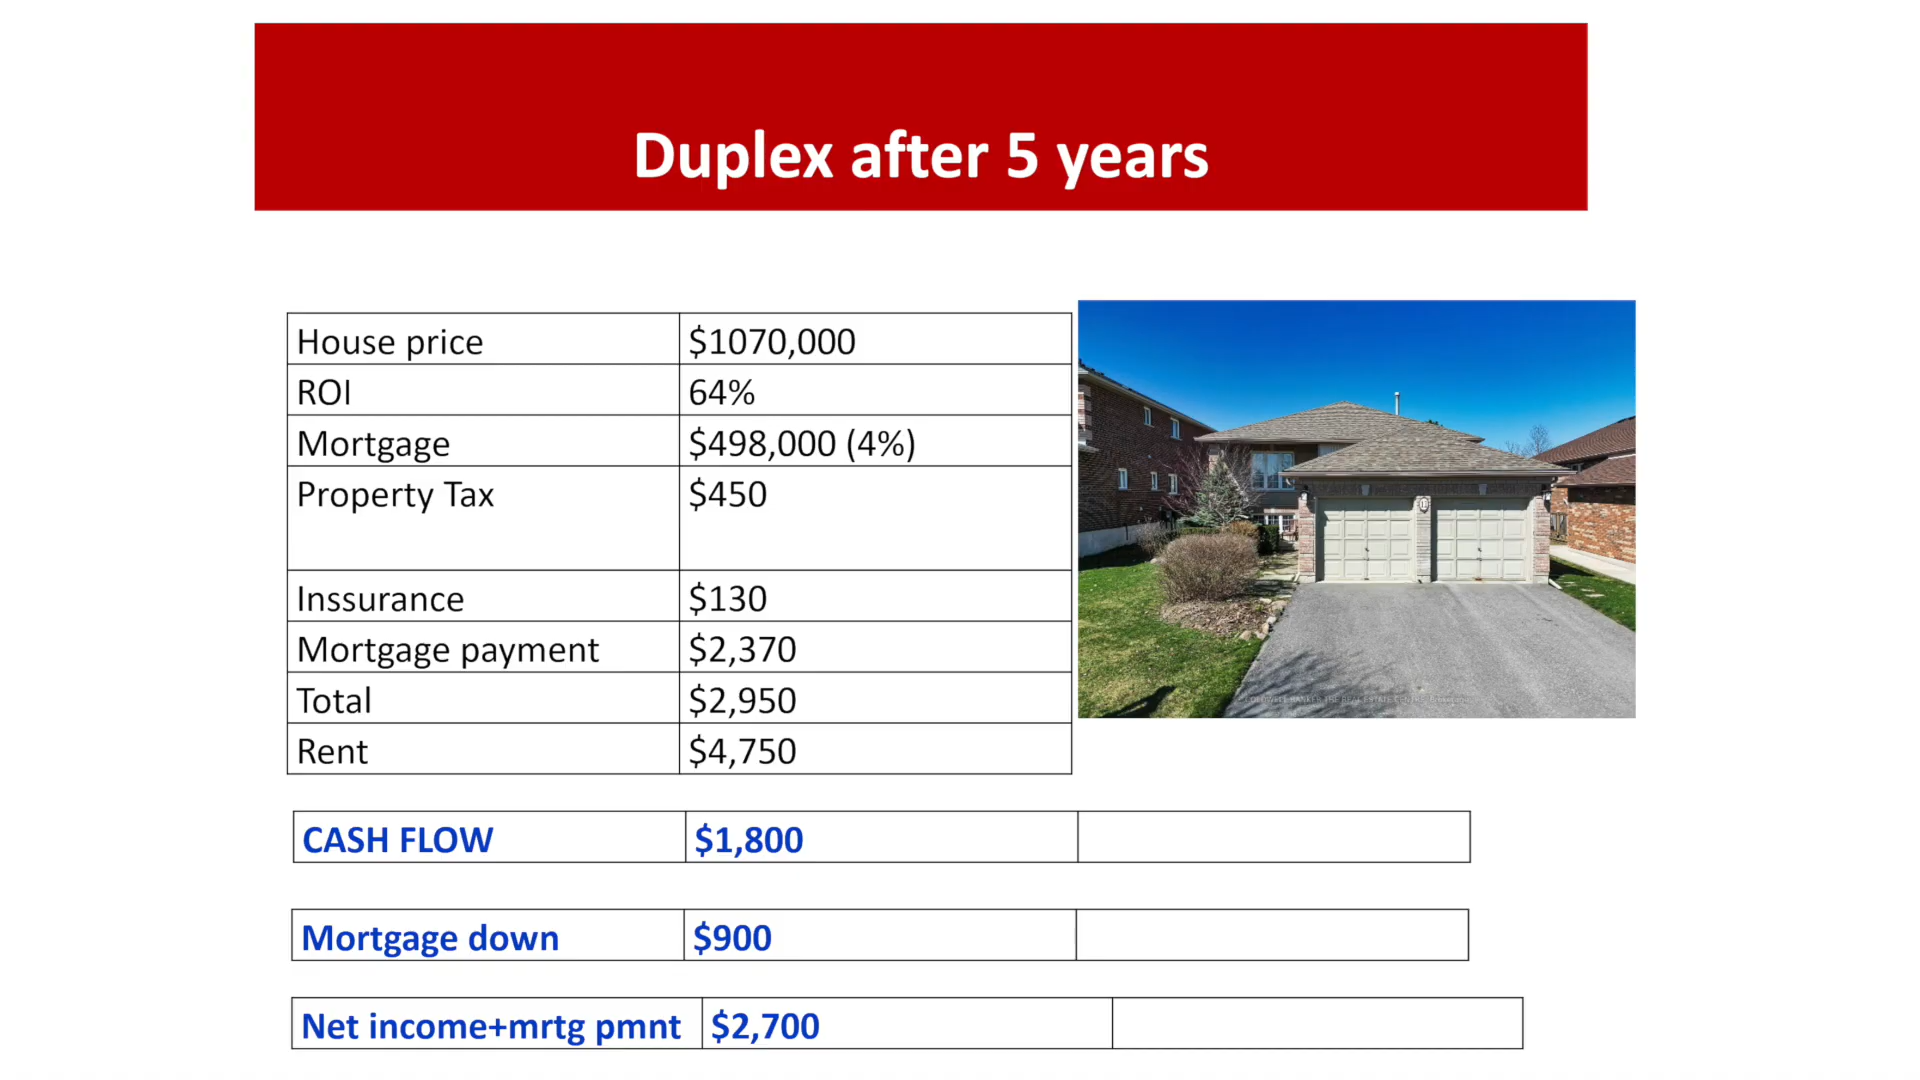 Duplex after 5 years
House price $1070,000
ROI 64%
Mortgage $498,000 (4%)
Property Tax $450
Inssurance $130
Mortgage payment $2,370
Total $2,950
Rent $4,750
CASH FLOW $1,800
Mortgage down $900
Net income+mrtg pmnt $2,700